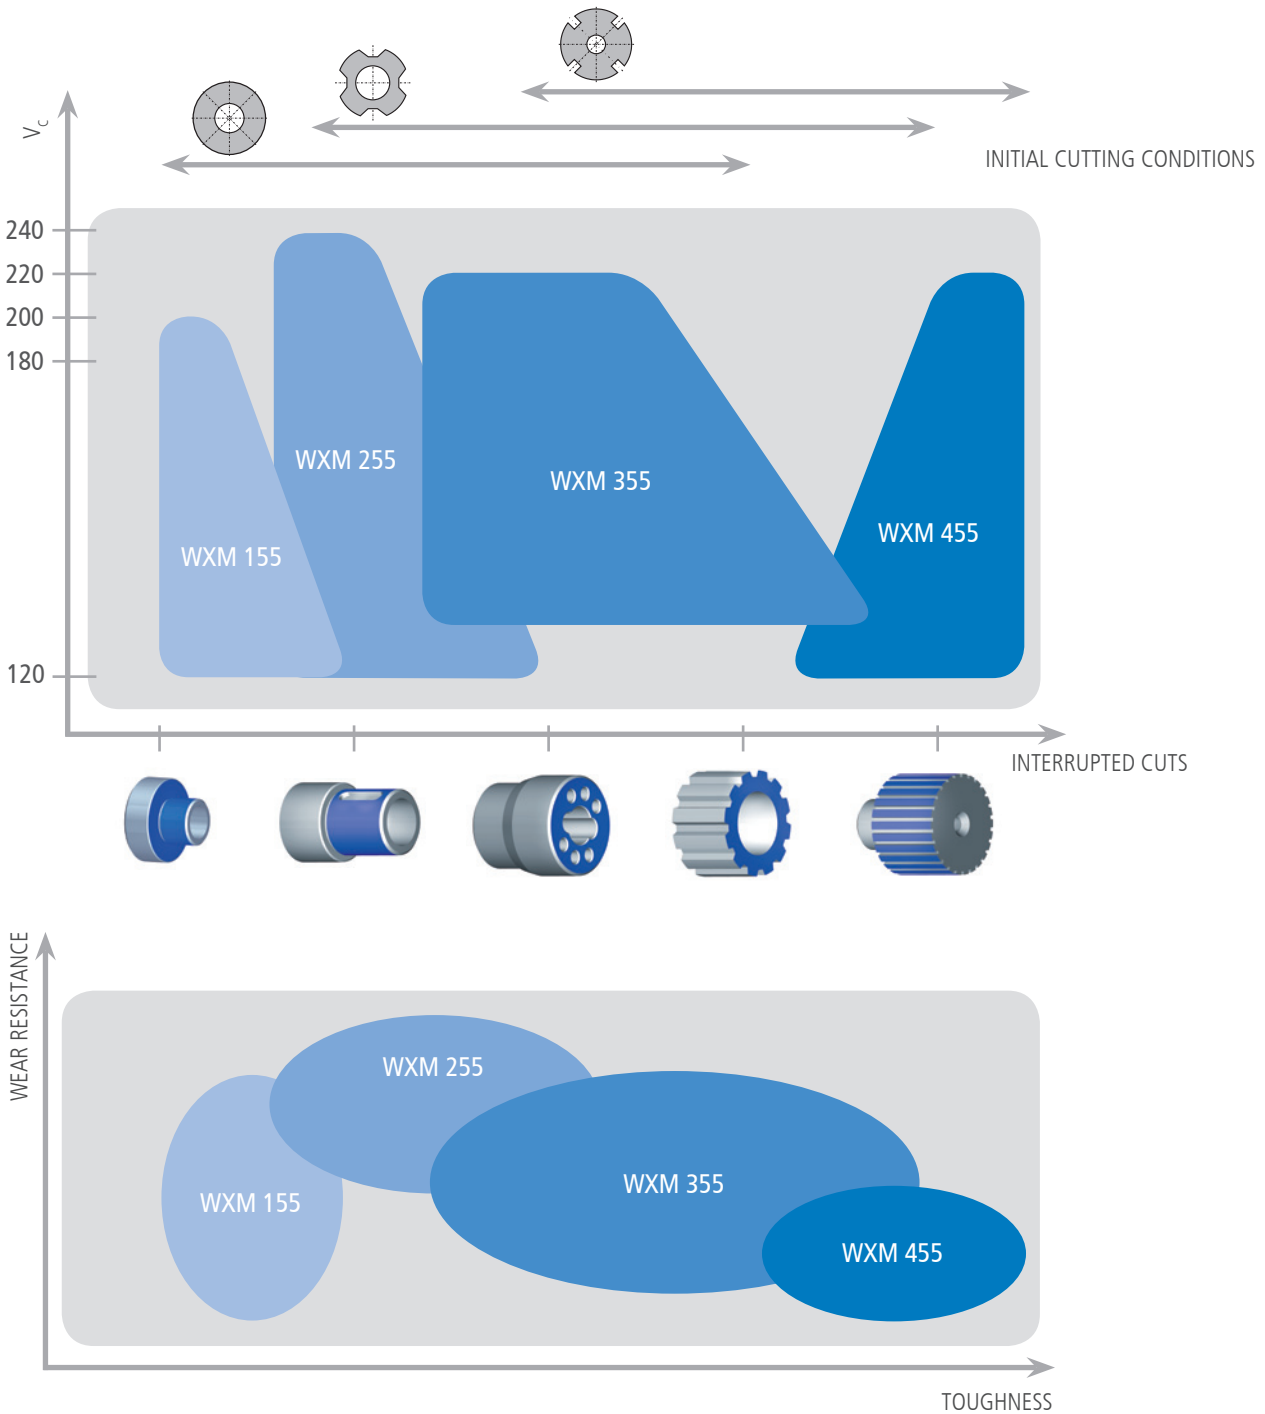 V_C
INITIAL CUTTING CONDITIONS
240
220
200
180
120
WXM 255
WXM 355
WXM 455
WXM 155
INTERRUPTED CUTS
WEAR RESISTANCE
WXM 255
WXM 355
WXM 155
WXM 455
TOUGHNESS